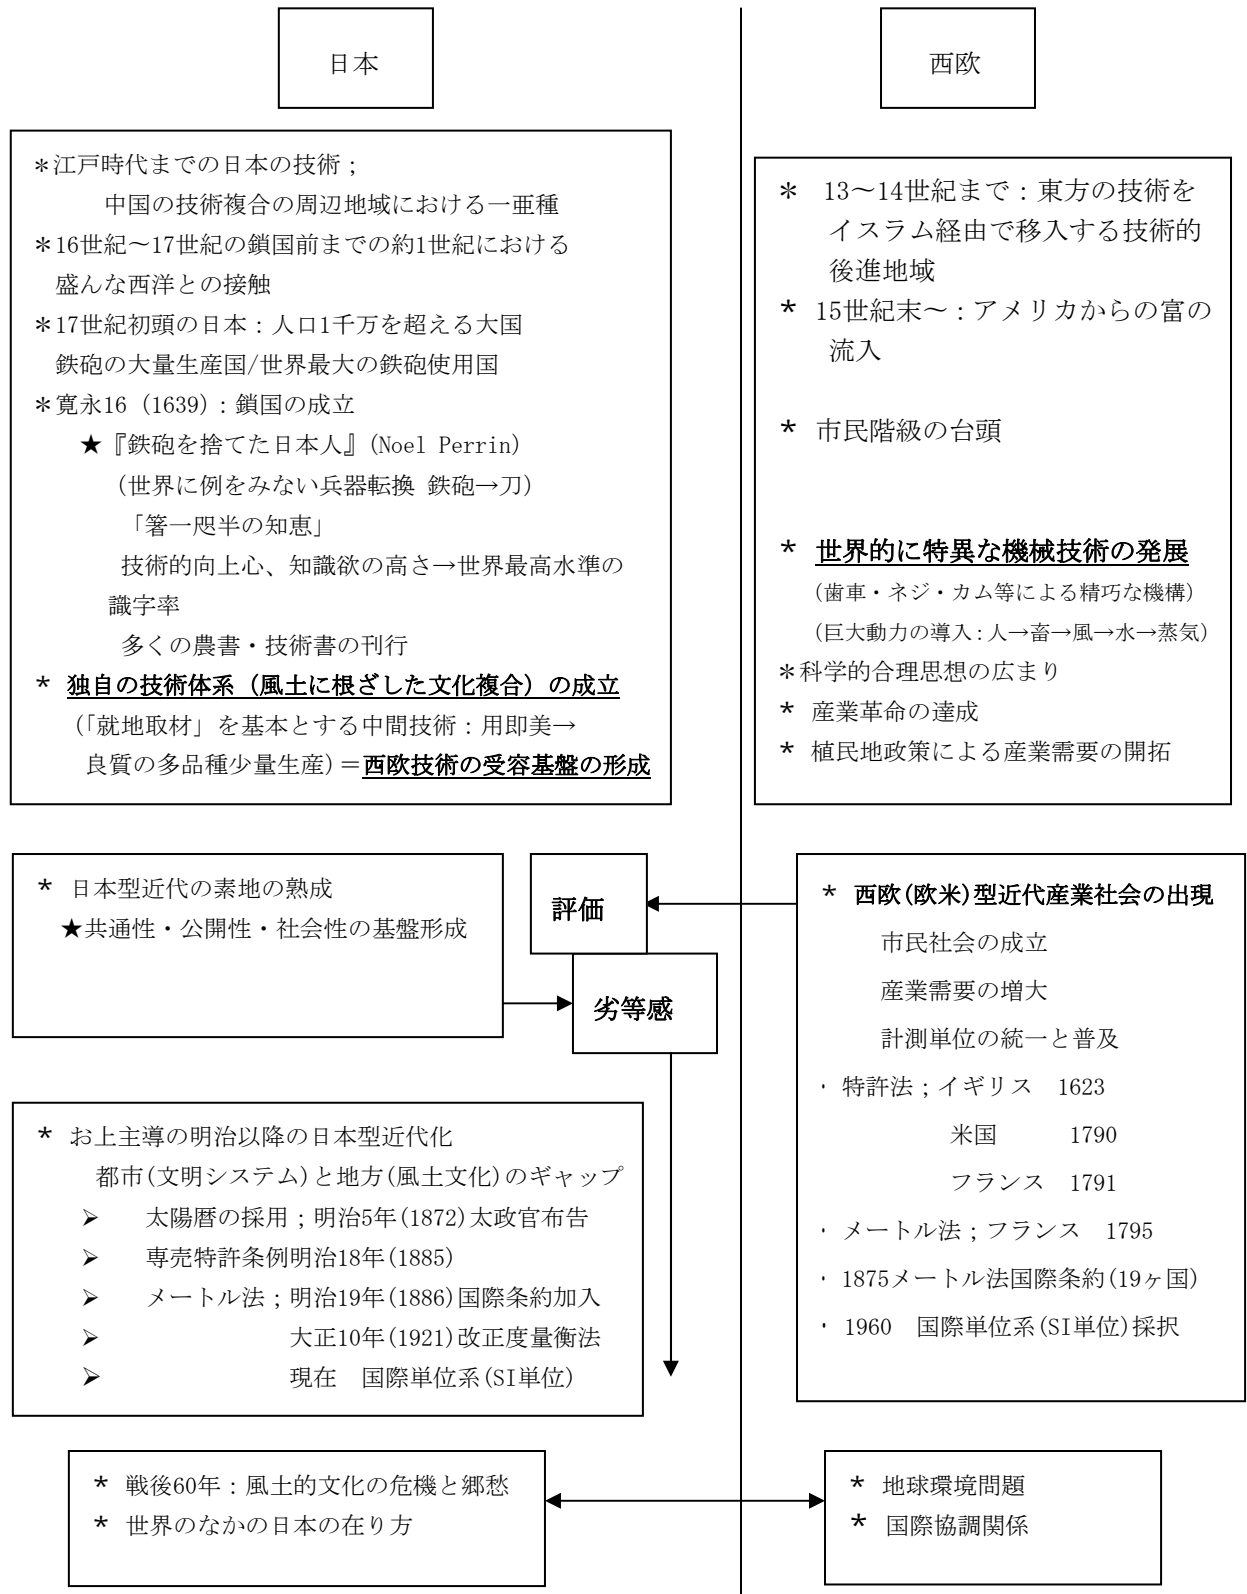 日本
＊江戸時代までの日本の技術；
中国の技術複合の周辺地域における一亜種
＊16世紀～17世紀の鎖国前までの約1世紀における
盛んな西洋との接触
＊17世紀初頭の日本：人口1千万を超える大国
鉄砲の大量生産国/世界最大の鉄砲使用国
＊寛永16 (1639)：鎖国の成立
★『鉄砲を捨てた日本人』(Noel Perrin)
（世界に例をみない兵器転換 鉄砲→刀）
「箸一咫半の知恵」
技術的向上心、知識欲の高さ→世界最高水準の
識字率
多くの農書・技術書の刊行
* 独自の技術体系（風土に根ざした文化複合）の成立
（「就地取材」を基本とする中間技術：用即美→
良質の多品種少量生産)＝西欧技術の受容基盤の形成
西欧
＊ 13～14世紀まで：東方の技術を
イスラム経由で移入する技術的
後進地域
* 15世紀末～：アメリカからの富の
流入
* 市民階級の台頭
* 世界的に特異な機械技術の発展
（歯車・ネジ・カム等による精巧な機構）
（巨大動力の導入：人→畜→風→水→蒸気）
＊科学的合理思想の広まり
* 産業革命の達成
* 植民地政策による産業需要の開拓
* 日本型近代の素地の熟成
★共通性・公開性・社会性の基盤形成
評価
劣等感
* 西欧(欧米)型近代産業社会の出現
市民社会の成立
産業需要の増大
計測単位の統一と普及
・ 特許法；イギリス 1623
米国 1790
フランス 1791
・ メートル法；フランス 1795
・ 1875メートル法国際条約(19ヶ国)
・ 1960 国際単位系(SI単位)採択
* お上主導の明治以降の日本型近代化
都市(文明システム)と地方(風土文化)のギャップ
➢ 太陽暦の採用；明治5年(1872)太政官布告
➢ 専売特許条例明治18年(1885)
➢ メートル法；明治19年(1886)国際条約加入
➢ 大正10年(1921)改正度量衡法
➢ 現在 国際単位系(SI単位)
* 戦後60年：風土的文化の危機と郷愁
* 世界のなかの日本の在り方
* 地球環境問題
* 国際協調関係